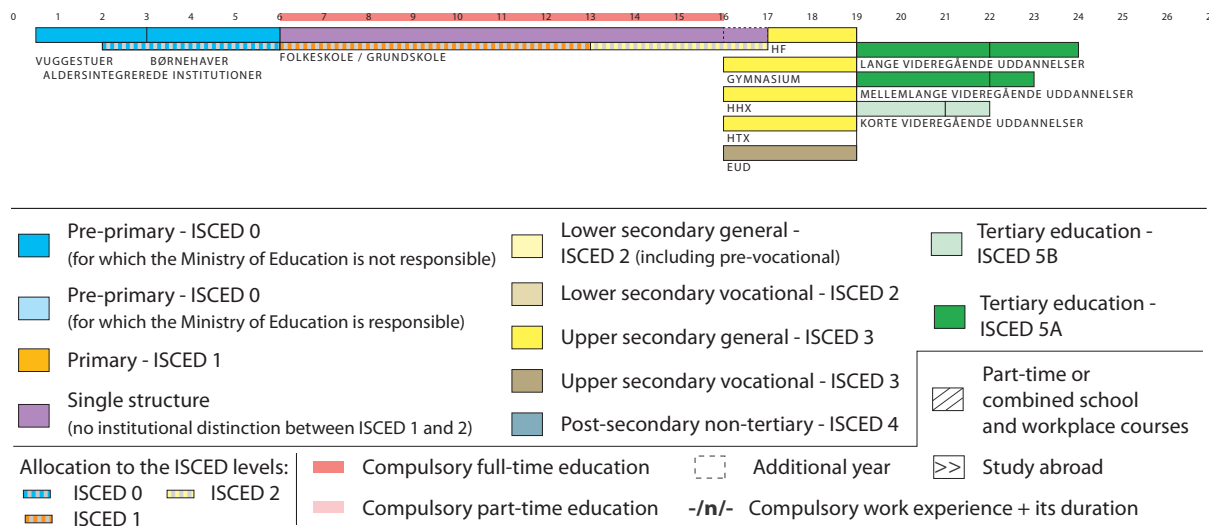 0 1 2 3 4 5 6 7 8 9 10 11 12 13 14 15 16 17 18 19 20 21 22 23 24 25 26 2
VUGGESTUER BØRNEHAVER FOLKESKOLE / GRUNDSKOLE HF LANGE VIDEREGÅENDE UDDANNELSER
ALDERSINTEGREREDE INSTITUTIONER
GYMNASIUM MELLEMLANGE VIDEREGÅENDE UDDANNELSER
HHX KORTE VIDEREGÅENDE UDDANNELSER
HTX
EUD
Pre-primary - ISCED 0
(for which the Ministry of Education is not responsible)
Pre-primary - ISCED 0
(for which the Ministry of Education is responsible)
Primary - ISCED 1
Single structure
(no institutional distinction between ISCED 1 and 2)
Lower secondary general -
ISCED 2 (including pre-vocational)
Lower secondary vocational - ISCED 2
Upper secondary general - ISCED 3
Upper secondary vocational - ISCED 3
Post-secondary non-tertiary - ISCED 4
Tertiary education -
ISCED 5B
Tertiary education -
ISCED 5A
Part-time or
combined school
and workplace courses
Allocation to the ISCED levels:
ISCED 0 ISCED 2
ISCED 1
Compulsory full-time education
Compulsory part-time education
Additional year
-/n/- Compulsory work experience + its duration
>> Study abroad